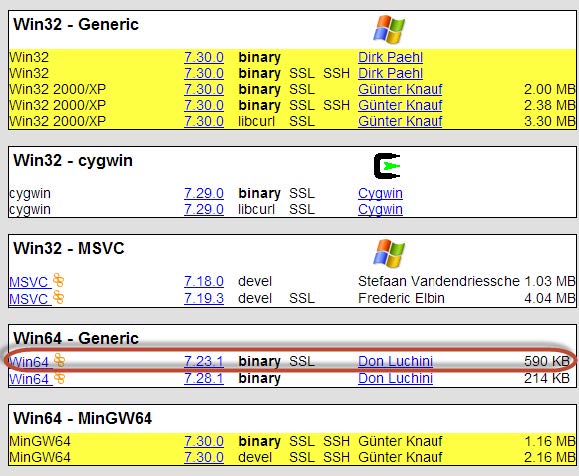 Win32 - Generic
Win32 7.30.0 binary Dirk Paehl
Win32 7.30.0 binary SSL SSH Dirk Paehl
Win32 2000/XP 7.30.0 binary SSL Günter Knauf 2.00 MB
Win32 2000/XP 7.30.0 binary SSL SSH Günter Knauf 2.38 MB
Win32 2000/XP 7.30.0 libcurl SSL Günter Knauf 3.30 MB
Win32 - cygwin
cygwin 7.29.0 binary SSL Cygwin
cygwin 7.29.0 libcurl SSL Cygwin
Win32 - MSVC
MSVC 7.18.0 devel Stefaan Vandendriessche 1.03 MB
MSVC 7.19.3 devel SSL Frederic Elbin 4.04 MB
Win64 - Generic
Win64 7.23.1 binary SSL Don Luchini 590 KB
Win64 7.28.1 binary Don Luchini 214 KB
Win64 - MinGW64
MinGW64 7.30.0 binary SSL SSH Günter Knauf 1.16 MB
MinGW64 7.30.0 devel SSL SSH Günter Knauf 2.16 MB